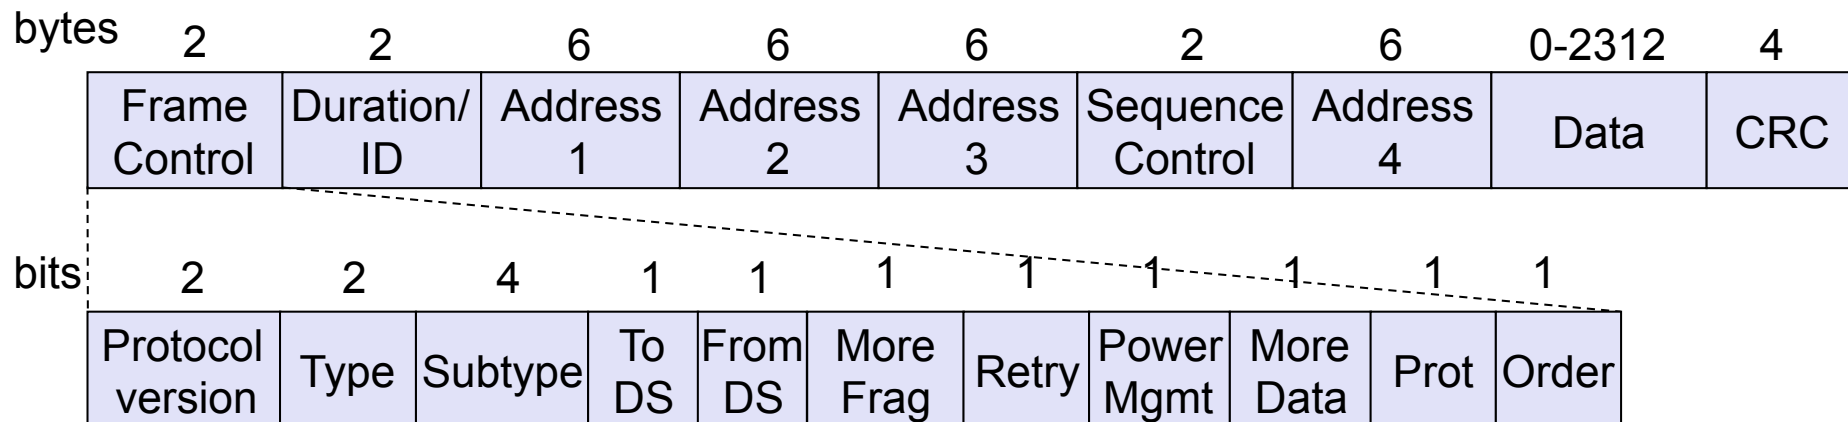 bytes 2 2 6 6 6 2 6 0-2312 4
Frame Duration/ Address Address Address Sequence Address Data CRC
Control ID 1 2 3 Control 4
bits 2 2 4 1 1 1 1 1 1 1 1
Protocol Type Subtype To From More Retry Power More Prot Order
version DS DS Frag Mgmt Data